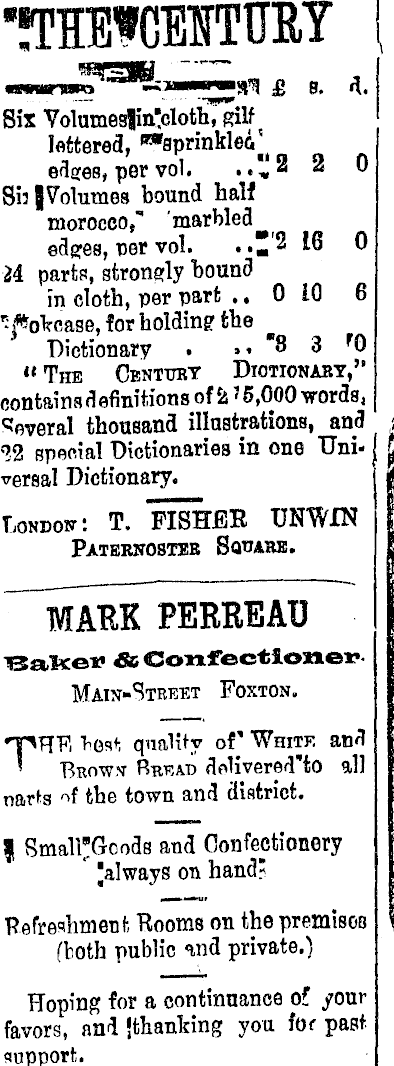 THE CENTURY
£ s. d.
Six Volumes in cloth, gilt
lettered, sprinkled
edges, per vol. .. 2 2 0
Six Volumes bound half
morocco, marbled
edges, per vol. .. 2 16 0
24 parts, strongly bound
in cloth, per part .. 0 10 6
Bookcase, for holding the
Dictionary . .. 3 3 0
"THE CENTURY DICTIONARY,"
contains definitions of 2 5,000 words,
Several thousand illustrations, and
22 special Dictionaries in one Uni-
versal Dictionary.
LONDON: T. FISHER UNWIN
PATERNOSTER SQUARE.
MARK PERREAU
Baker & Confectioner.
MAIN-STREET FOXTON.
THE best quality of WHITE and
BROWN BREAD delivered to all
parts of the town and district.
Small Goods and Confectionery
always on hand.
Refreshment Rooms on the premises
(both public and private.)
Hoping for a continuance of your
favors, and thanking you for past
support.